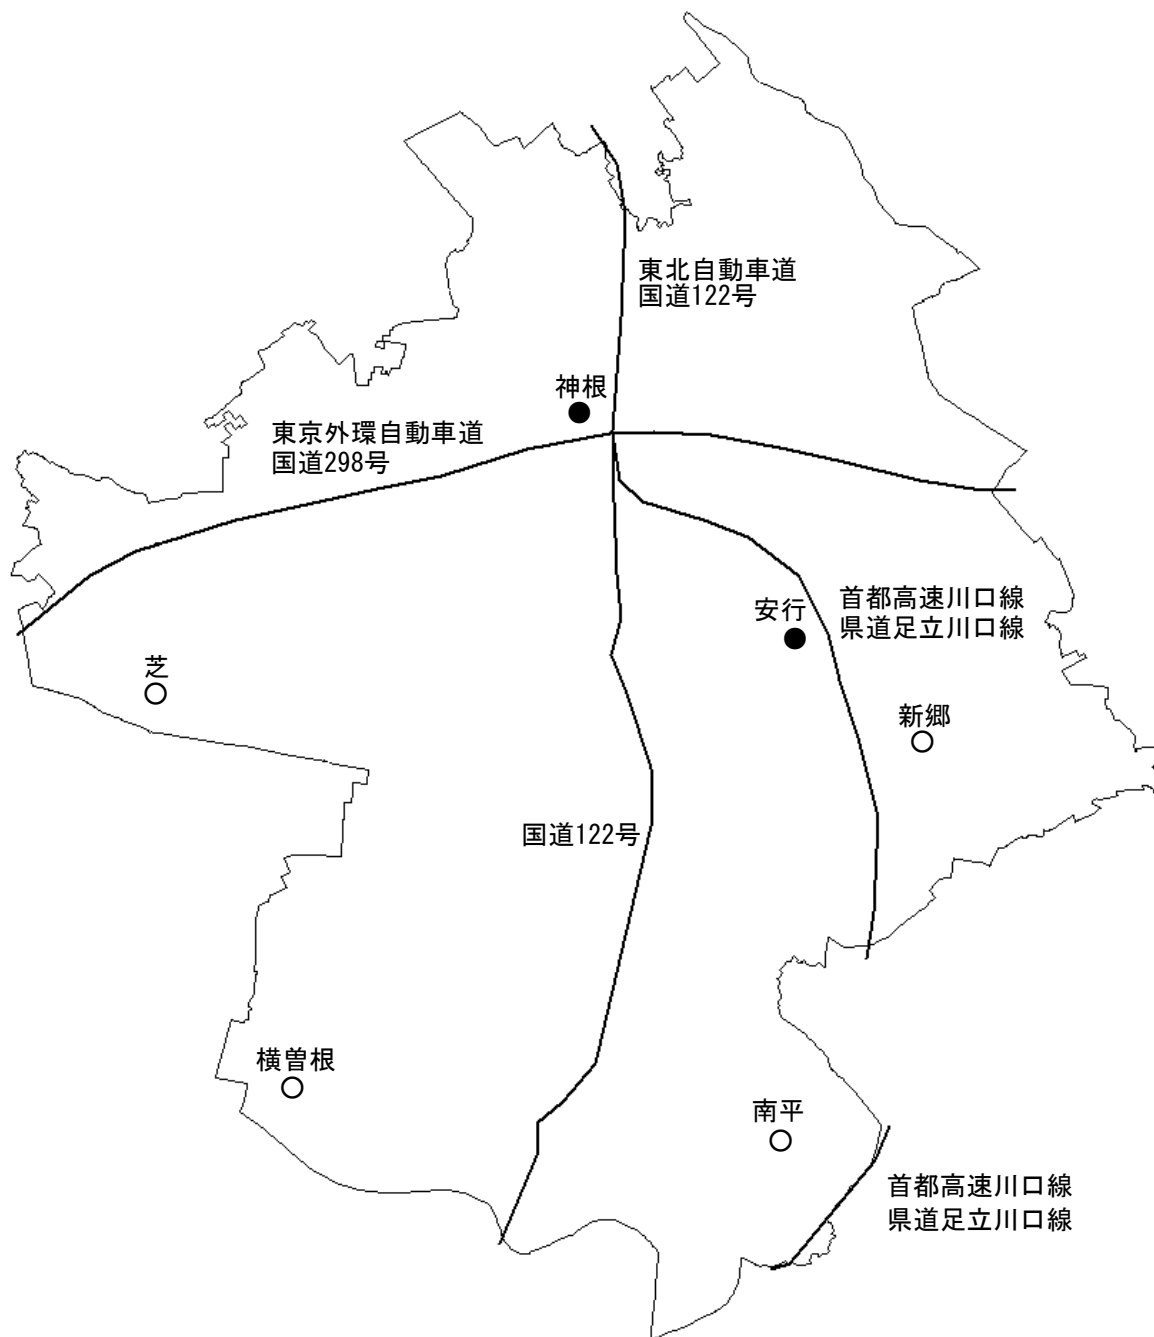 東北自動車道
国道122号
神根
東京外環自動車道
国道298号
首都高速川口線
県道足立川口線
安行
芝
新郷
国道122号
横曽根
南平
首都高速川口線
県道足立川口線